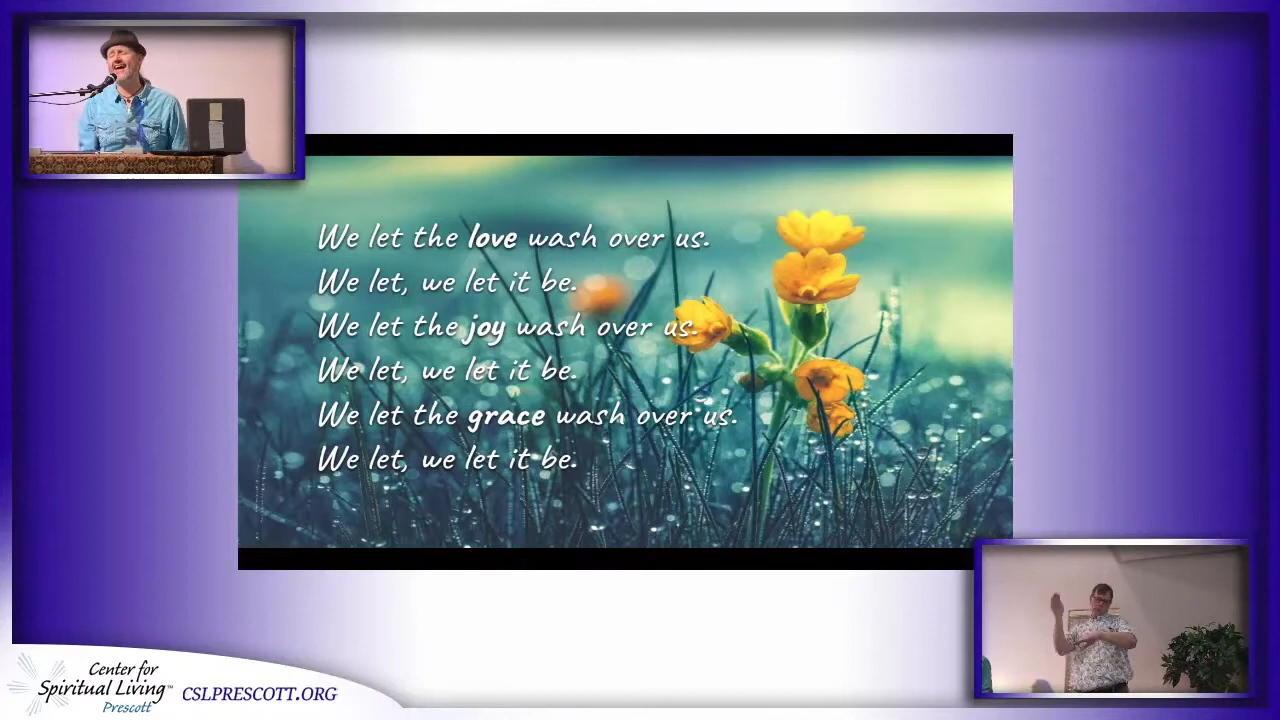 We let the love wash over us.
We let, we let it be.
We let the joy wash over us.
We let, we let it be.
We let the grace wash over us.
We let, we let it be.
Center for
Spiritual Living™
Prescott
CSLPRESCOTT.ORG